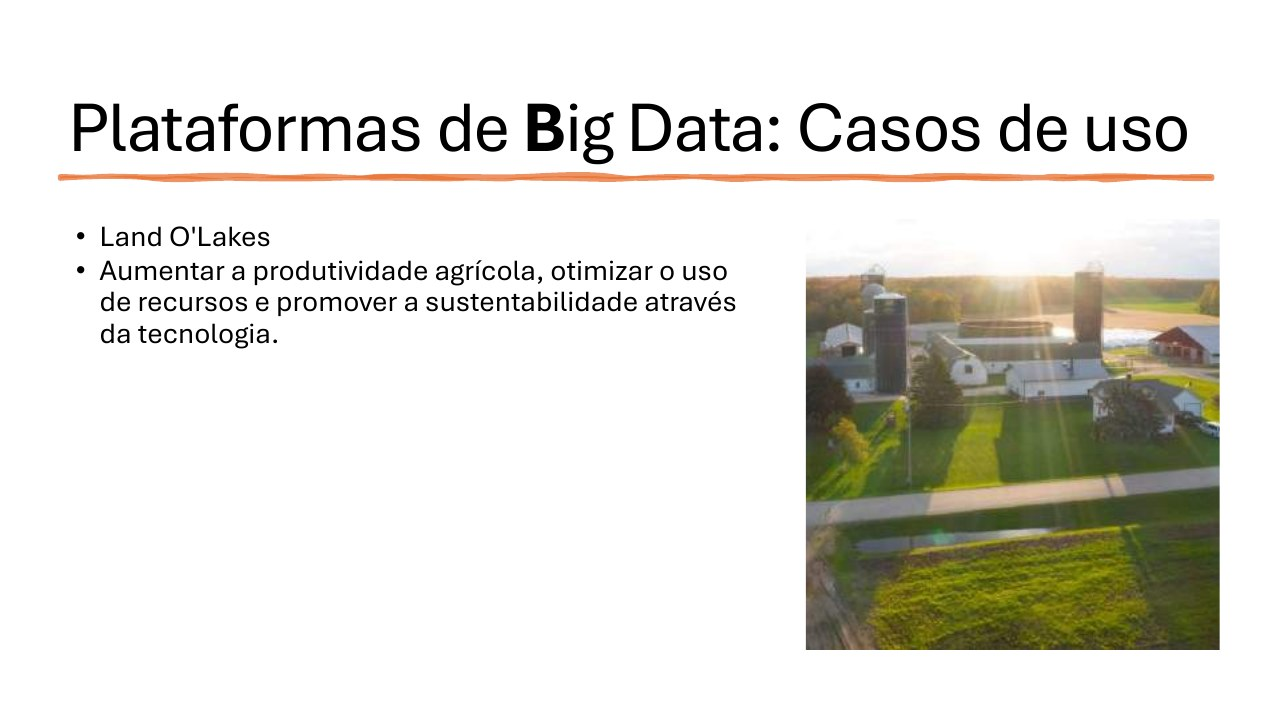 Plataformas de Big Data: Casos de uso
• Land O'Lakes
• Aumentar a produtividade agrícola, otimizar o uso
de recursos e promover a sustentabilidade através
da tecnologia.